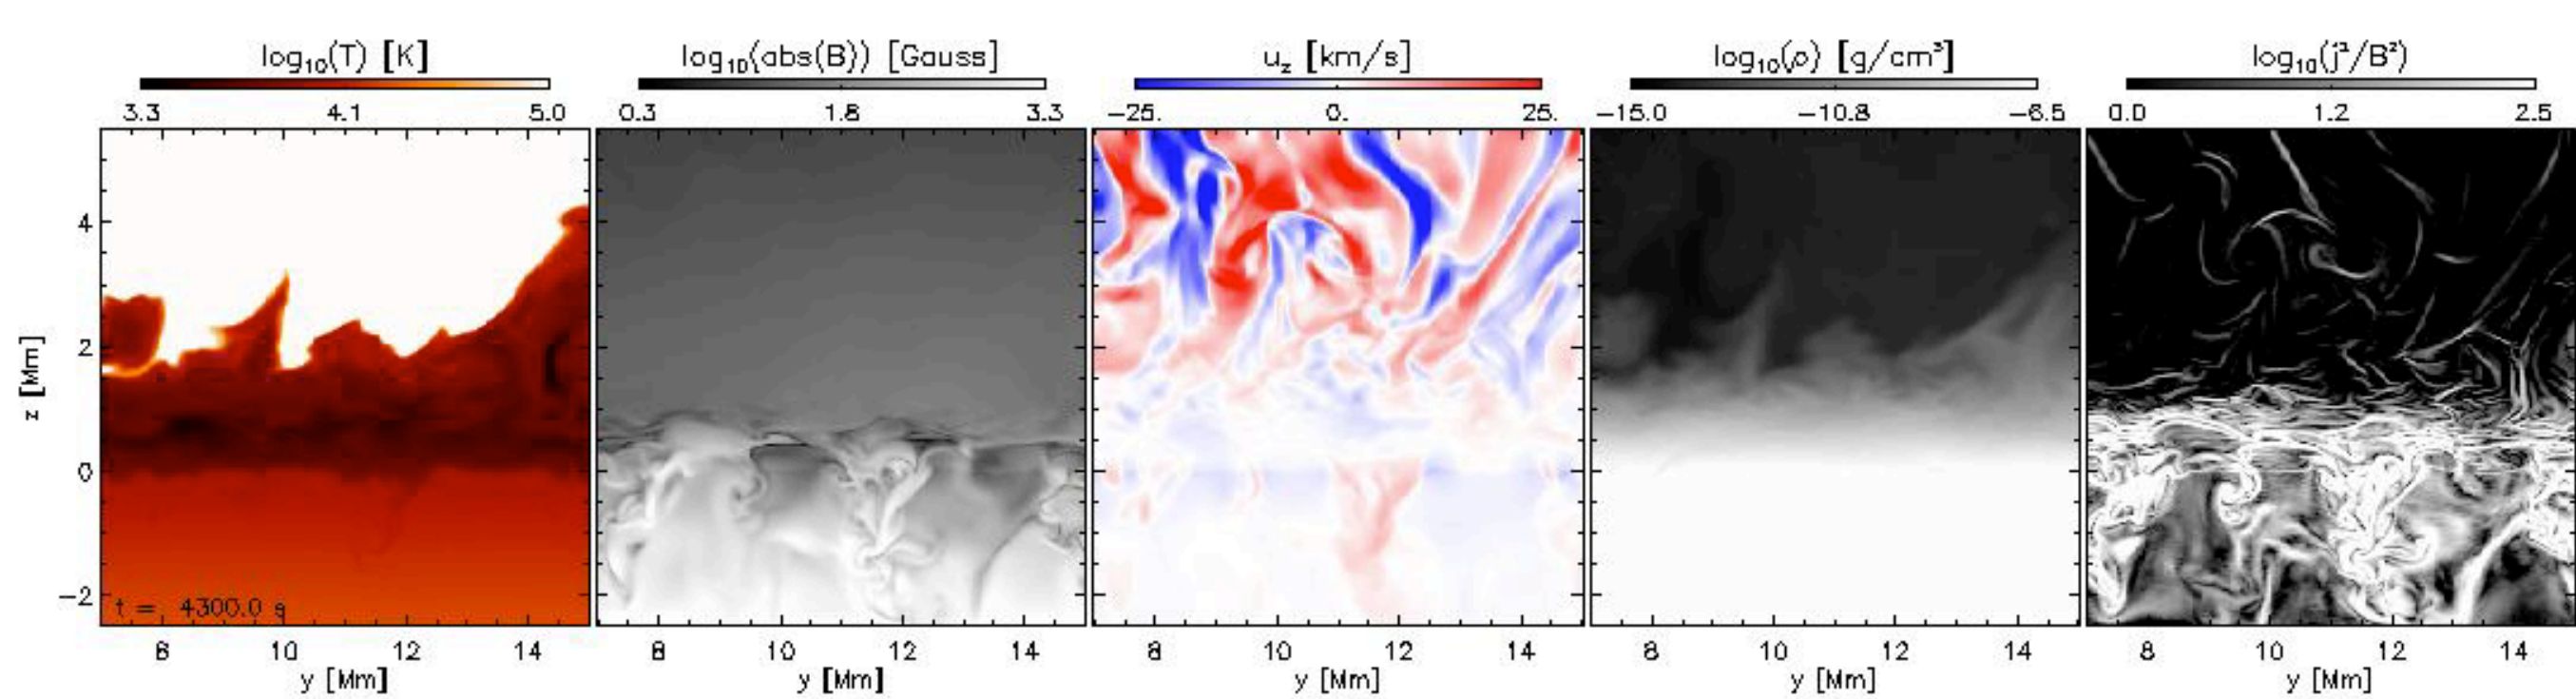 log₁₀(T) [K]
3.3 4.1 5.0
log₁₀(abs(B)) [Gauss]
0.3 1.8 3.3
u_z [km/s]
-25. 0. 25.
log₁₀(ρ) [g/cm³]
-15.0 -10.8 -6.5
log₁₀(j²/B²)
0.0 1.2 2.5
z [Mm]
4
2
0
-2
t = 4300.0 s
8 10 12 14
y [Mm]
8 10 12 14
y [Mm]
8 10 12 14
y [Mm]
8 10 12 14
y [Mm]
8 10 12 14
y [Mm]